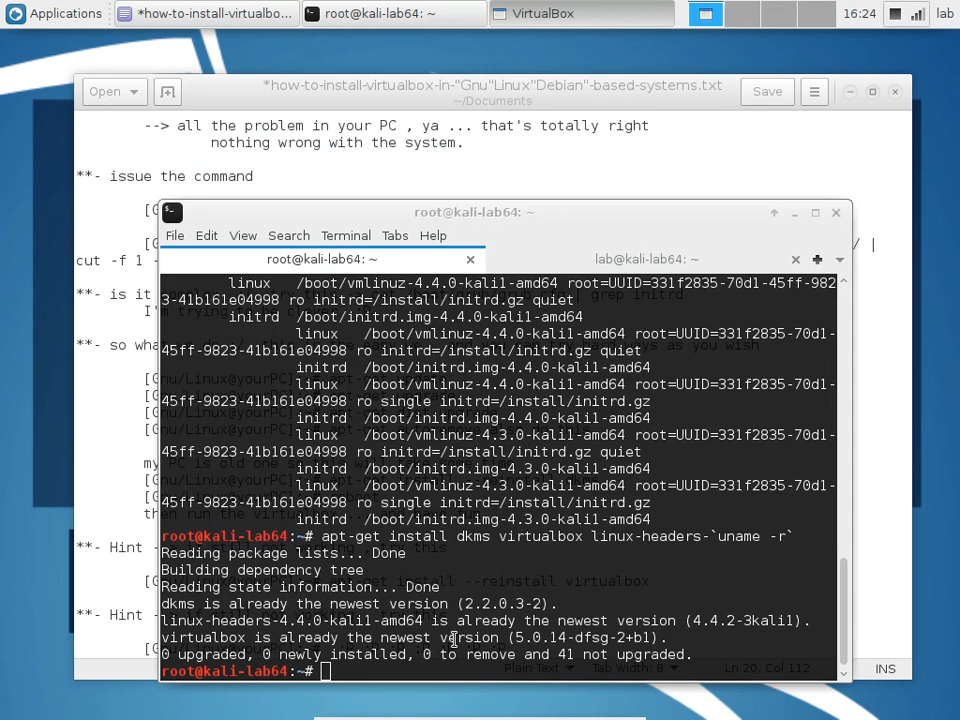 Applications *how-to-install-virtualbo... root@kali-lab64: ~ VirtualBox 16:24 lab
Open *how-to-install-virtualbox-in-"Gnu"Linux"Debian"-based-systems.txt Save
~/Documents
--> all the problem in your PC , ya ... that's totally right
nothing wrong with the system.
**- issue the command
root@kali-lab64: ~
File Edit View Search Terminal Tabs Help
root@kali-lab64: ~ lab@kali-lab64: ~
cut -f 1
linux /boot/vmlinuz-4.4.0-kali1-amd64 root=UUID=331f2835-70d1-45ff-982
3-41b161e04998 ro initrd=/install/initrd.gz quiet
initrd /boot/initrd.img-4.4.0-kali1-amd64
linux /boot/vmlinuz-4.4.0-kali1-amd64 root=UUID=331f2835-70d1-
45ff-9823-41b161e04998 ro initrd=/install/initrd.gz quiet
initrd /boot/initrd.img-4.4.0-kali1-amd64
linux /boot/vmlinuz-4.4.0-kali1-amd64 root=UUID=331f2835-70d1-
45ff-9823-41b161e04998 ro single initrd=/install/initrd.gz
initrd /boot/initrd.img-4.4.0-kali1-amd64
linux /boot/vmlinuz-4.3.0-kali1-amd64 root=UUID=331f2835-70d1-
45ff-9823-41b161e04998 ro initrd=/install/initrd.gz quiet
initrd /boot/initrd.img-4.3.0-kali1-amd64
linux /boot/vmlinuz-4.3.0-kali1-amd64 root=UUID=331f2835-70d1-
45ff-9823-41b161e04998 ro single initrd=/install/initrd.gz
initrd /boot/initrd.img-4.3.0-kali1-amd64
root@kali-lab64:~# apt-get install dkms virtualbox linux-headers-`uname -r`
Reading package lists... Done
Building dependency tree
Reading state information... Done
dkms is already the newest version (2.2.0.3-2).
linux-headers-4.4.0-kali1-amd64 is already the newest version (4.4.2-3kali1).
virtualbox is already the newest version (5.0.14-dfsg-2+b1).
0 upgraded, 0 newly installed, 0 to remove and 41 not upgraded.
root@kali-lab64:~#
**- is it
**- so
**- Hint
**- Hint
Plain Text Ln 20, Col 112 INS